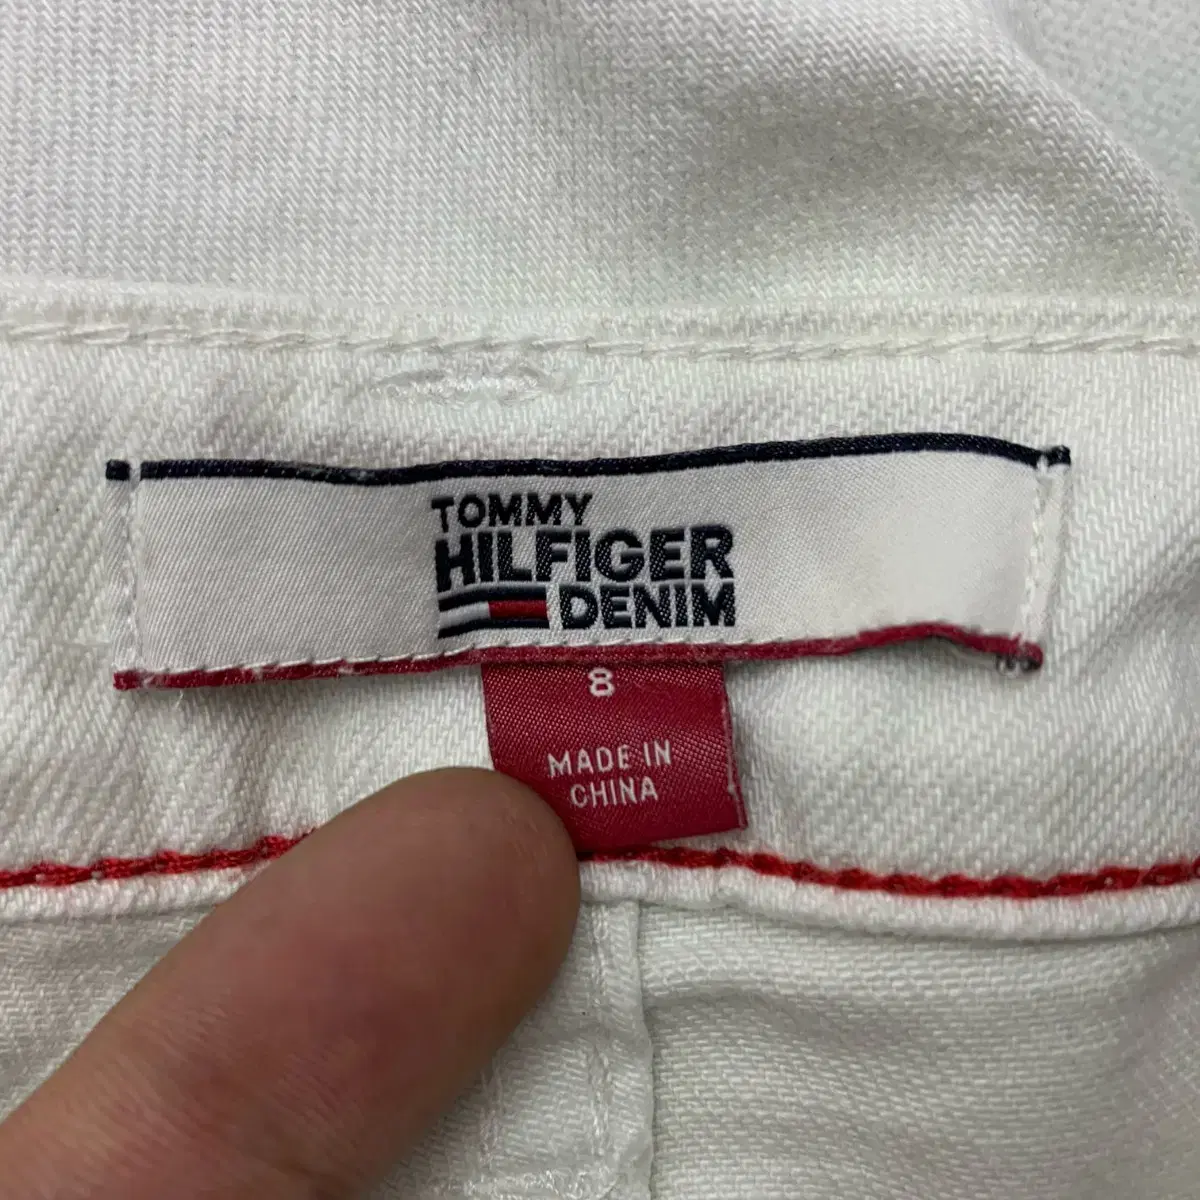 TOMMY
HILFIGER
DENIM
8
MADE IN
CHINA